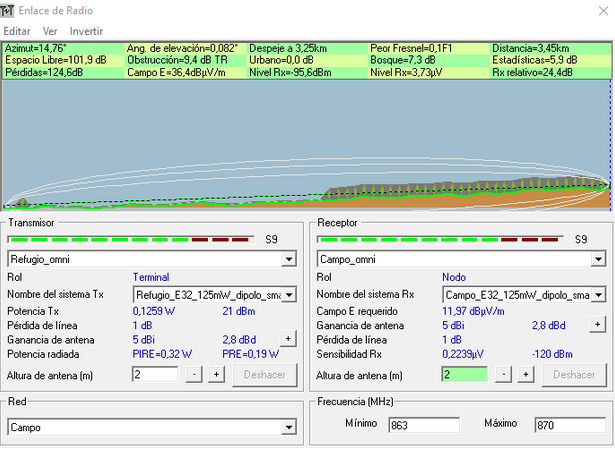 Enlace de Radio
Editar Ver Invertir
Azimut=14,76° Ang. de elevación=0,082° Despeje a 3,25km Peor Fresnel=0,1F1 Distancia=3,45km
Espacio Libre=101,9 dB Obstrucción=9,4 dB TR Urbano=0,0 dB Bosque=7,3 dB Estadísticas=5,9 dB
Pérdidas=124,6dB Campo E=36,4dBµV/m Nivel Rx=-95,6dBm Nivel Rx=3,73µV Rx relativo=24,4dB
Transmisor
S9
Refugio_omni
Rol Terminal
Nombre del sistema Tx Refugio_E32_125mW_dipolo_sma
Potencia Tx 0,1259 W 21 dBm
Pérdida de línea 1 dB
Ganancia de antena 5 dBi 2,8 dBd +
Potencia radiada PIRE=0,32 W PRE=0,19 W
Altura de antena (m) 2 - + Deshacer
Red
Campo
Receptor
S9
Campo_omni
Rol Nodo
Nombre del sistema Rx Campo_E32_125mW_dipolo_sma
Campo E requerido 11,97 dBµV/m
Ganancia de antena 5 dBi 2,8 dBd +
Pérdida de línea 1 dB
Sensibilidad Rx 0,2239µV -120 dBm
Altura de antena (m) 2 - + Deshacer
Frecuencia (MHz)
Mínimo 863 Máximo 870